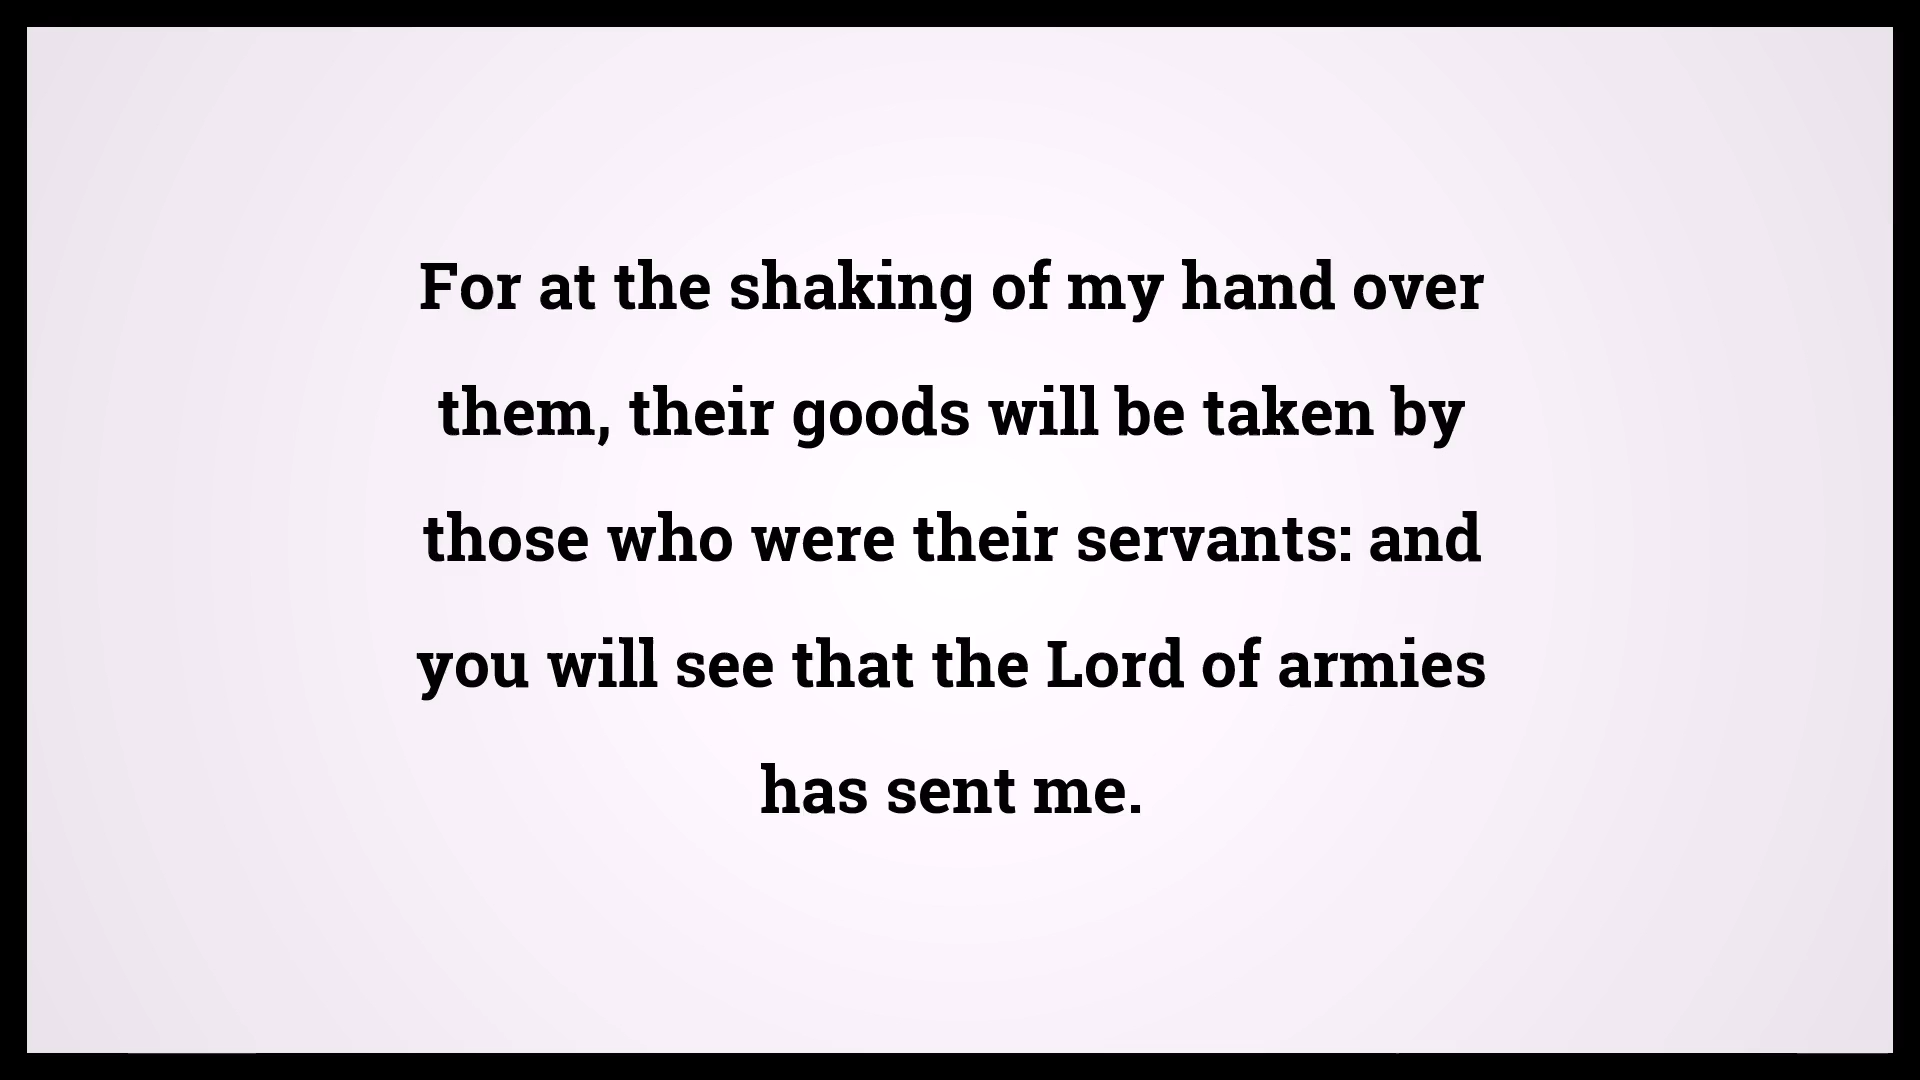 For at the shaking of my hand over
them, their goods will be taken by
those who were their servants: and
you will see that the Lord of armies
has sent me.